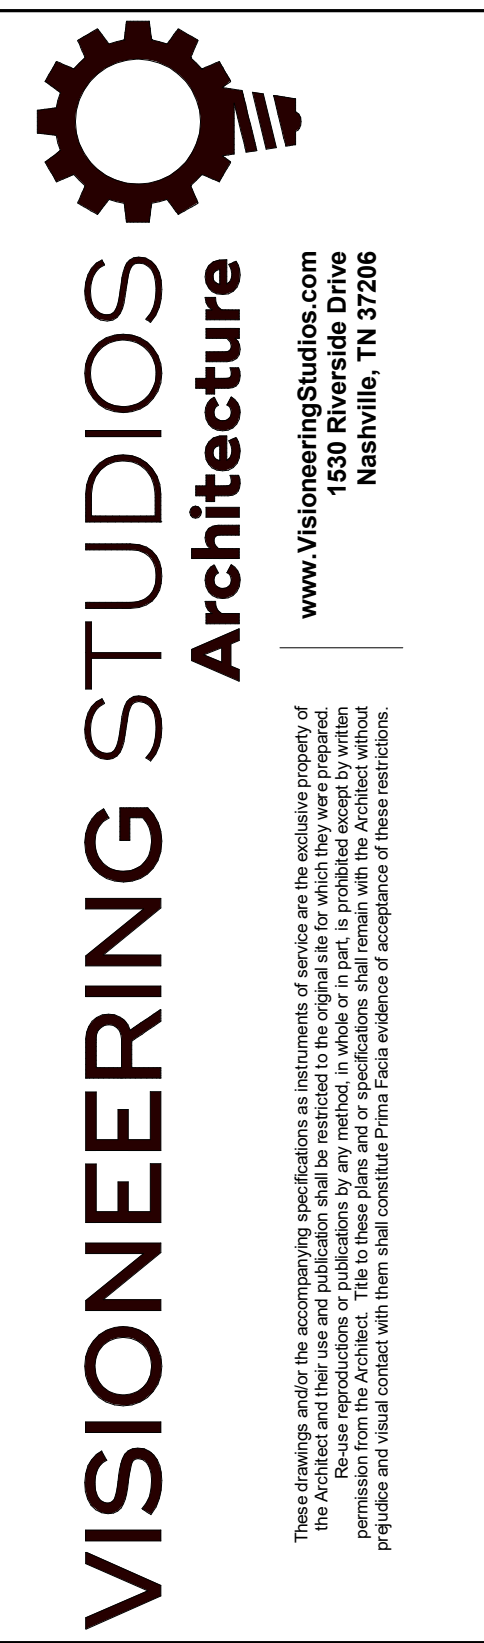 VISIONEERING STUDIOS
Architecture
These drawings and/or the accompanying specifications as instruments of service are the exclusive property of
the Architect and their use and publication shall be restricted to the original site for which they were prepared.
Re-use reproductions or publications by any method, in whole or in part, is prohibited except by written
permission from the Architect.  Title to these plans and or specifications shall remain with the Architect without
prejudice and visual contact with them shall constitute Prima Facia evidence of acceptance of these restrictions.
www.VisioneeringStudios.com
1530 Riverside Drive
Nashville, TN 37206